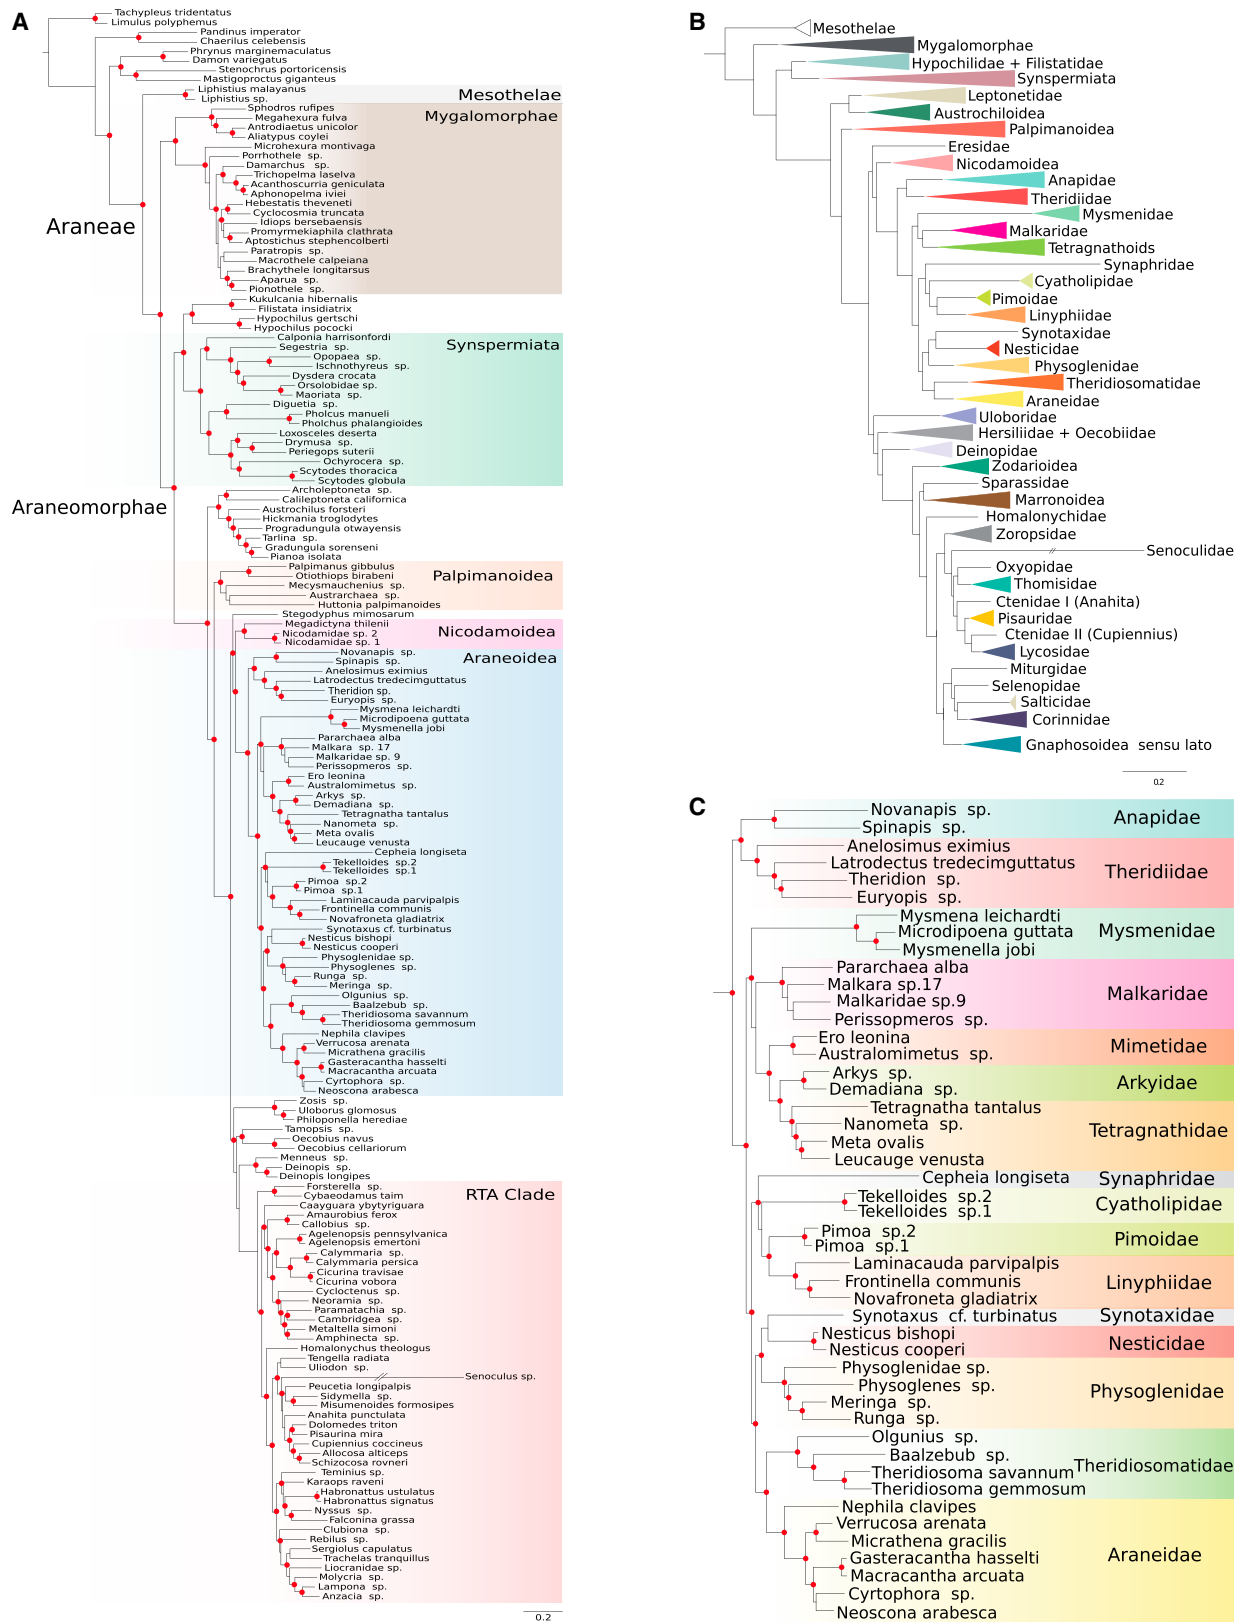 A
Tachypleus tridentatus
Limulus polyphemus
Pandinus imperator
Chaerilus celebensis
Phrynus marginemaculatus
Damon variegatus
Stenochrus portoricensis
Mastigoproctus giganteus
Liphistius malayanus
Liphistius sp.
Mesothelae
Sphodros rufipes
Mygalomorphae
Megahexura fulva
Antrodiaetus unicolor
Aliatypus coylei
Microhexura montivaga
Porrhothele sp.
Damarchus sp.
Trichopelma laselva
Acanthoscurria geniculata
Aphonopelma iviei
Hebestatis theveneti
Cyclocosmia truncata
Araneae
Idiops bersebaensis
Promyrmekiaphila clathrata
Aptostichus stephencolberti
Paratropis sp.
Macrothele calpeiana
Brachythele longitarsus
Aparua sp.
Pionothele sp.
Kukulcania hibernalis
Filistata insidiatrix
Hypochilus gertschi
Hypochilus pococki
Calponia harrisonfordi
Synspermiata
Segestria sp.
Opopaea sp.
Ischnothyreus sp.
Dysdera crocata
Orsolobidae sp.
Maoriata sp.
Diguetia sp.
Pholcus manueli
Pholchus phalangioides
Loxosceles deserta
Drymusa sp.
Periegops suterii
Ochyrocera sp.
Scytodes thoracica
Scytodes globula
Archoleptoneta sp.
Calileptoneta californica
Araneomorphae
Austrochilus forsteri
Hickmania troglodytes
Progradungula otwayensis
Tarlina sp.
Gradungula sorenseni
Pianoa isolata
Palpimanus gibbulus
Palpimanoidea
Otiothiops birabeni
Mecysmauchenius sp.
Austrarchaea sp.
Huttonia palpimanoides
Stegodyphus mimosarum
Megadictyna thilenii
Nicodamoidea
Nicodamidae sp. 2
Nicodamidae sp. 1
Novanapis sp.
Araneoidea
Spinapis sp.
Anelosimus eximius
Latrodectus tredecimguttatus
Theridion sp.
Euryopis sp.
Mysmena leichardti
Microdipoena guttata
Mysmenella jobi
Pararchaea alba
Malkara sp. 17
Malkaridae sp. 9
Perissopmeros sp.
Ero leonina
Australomimetus sp.
Arkys sp.
Demadiana sp.
Tetragnatha tantalus
Nanometa sp.
Meta ovalis
Leucauge venusta
Cepheia longiseta
Tekelloides sp.2
Tekelloides sp.1
Pimoa sp.2
Pimoa sp.1
Laminacauda parvipalpis
Frontinella communis
Novafroneta gladiatrix
Synotaxus cf. turbinatus
Nesticus bishopi
Nesticus cooperi
Physoglenidae sp.
Physoglenes sp.
Runga sp.
Meringa sp.
Olgunius sp.
Baalzebub sp.
Theridiosoma savannum
Theridiosoma gemmosum
Nephila clavipes
Verrucosa arenata
Micrathena gracilis
Gasteracantha hasselti
Macracantha arcuata
Cyrtophora sp.
Neoscona arabesca
Zosis sp.
Uloborus glomosus
Philoponella herediae
Tamopsis sp.
Oecobius navus
Oecobius cellariorum
Menneus sp.
Deinopis sp.
Deinopis longipes
Forsterella sp.
RTA Clade
Cybaeodamus taim
Caayguara ybytyriguara
Amaurobius ferox
Callobius sp.
Agelenopsis pennsylvanica
Agelenopsis emertoni
Calymmaria sp.
Calymmaria persica
Cicurina travisae
Cicurina vobora
Cycloctenus sp.
Neoramia sp.
Paramatachia sp.
Cambridgea sp.
Metaltella simoni
Amphinecta sp.
Homalonychus theologus
Tengella radiata
Uliodon sp.
Senoculus sp.
Peucetia longipalpis
Sidymella sp.
Misumenoides formosipes
Anahita punctulata
Dolomedes triton
Pisaurina mira
Cupiennius coccineus
Allocosa alticeps
Schizocosa rovneri
Teminius sp.
Karaops raveni
Habronattus ustulatus
Habronattus signatus
Nyssus sp.
Falconina grassa
Clubiona sp.
Rebilus sp.
Sergiolus capulatus
Trachelas tranquillus
Liocranidae sp.
Molycria sp.
Lampona sp.
Anzacia sp.
0.2
B
Mesothelae
Mygalomorphae
Hypochilidae + Filistatidae
Synspermiata
Leptonetidae
Austrochiloidea
Palpimanoidea
Eresidae
Nicodamoidea
Anapidae
Theridiidae
Mysmenidae
Malkaridae
Tetragnathoids
Synaphridae
Cyatholipidae
Pimoidae
Linyphiidae
Synotaxidae
Nesticidae
Physoglenidae
Theridiosomatidae
Araneidae
Uloboridae
Hersiliidae + Oecobiidae
Deinopidae
Zodarioidea
Sparassidae
Marronoidea
Homalonychidae
Zoropsidae
Senoculidae
Oxyopidae
Thomisidae
Ctenidae I (Anahita)
Pisauridae
Ctenidae II (Cupiennius)
Lycosidae
Miturgidae
Selenopidae
Salticidae
Corinnidae
Gnaphosoidea sensu lato
0.2
C
Novanapis sp.
Anapidae
Spinapis sp.
Anelosimus eximius
Latrodectus tredecimguttatus
Theridiidae
Theridion sp.
Euryopis sp.
Mysmena leichardti
Microdipoena guttata
Mysmenidae
Mysmenella jobi
Pararchaea alba
Malkara sp.17
Malkaridae
Malkaridae sp.9
Perissopmeros sp.
Ero leonina
Mimetidae
Australomimetus sp.
Arkys sp.
Arkyidae
Demadiana sp.
Tetragnatha tantalus
Nanometa sp.
Tetragnathidae
Meta ovalis
Leucauge venusta
Cepheia longiseta
Synaphridae
Tekelloides sp.2
Cyatholipidae
Tekelloides sp.1
Pimoa sp.2
Pimoidae
Pimoa sp.1
Laminacauda parvipalpis
Frontinella communis
Linyphiidae
Novafroneta gladiatrix
Synotaxus cf. turbinatus
Synotaxidae
Nesticus bishopi
Nesticidae
Nesticus cooperi
Physoglenidae sp.
Physoglenes sp.
Physoglenidae
Meringa sp.
Runga sp.
Olgunius sp.
Baalzebub sp.
Theridiosomatidae
Theridiosoma savannum
Theridiosoma gemmosum
Nephila clavipes
Verrucosa arenata
Micrathena gracilis
Araneidae
Gasteracantha hasselti
Macracantha arcuata
Cyrtophora sp.
Neoscona arabesca